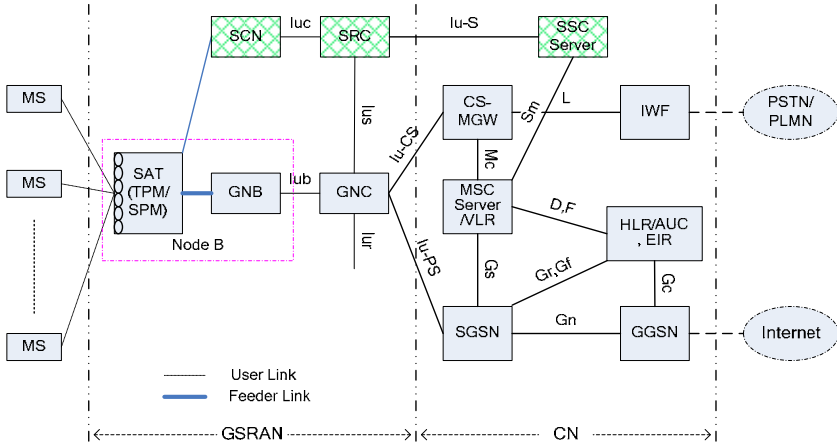 Iuc
Iu-S
SCN
SRC
SSC
Server
MS
CS-
MGW
L
IWF
PSTN/
PLMN
Sm
Ius
Iu-CS
Mc
SAT
(TPM/
SPM)
GNB
Iub
GNC
MS
MSC
Server
/VLR
D,F
HLR/AUC
, EIR
Node B
Iur
Iu-PS
Gs
Gr,Gf
Gc
MS
SGSN
Gn
GGSN
Internet
User Link
Feeder Link
GSRAN
CN